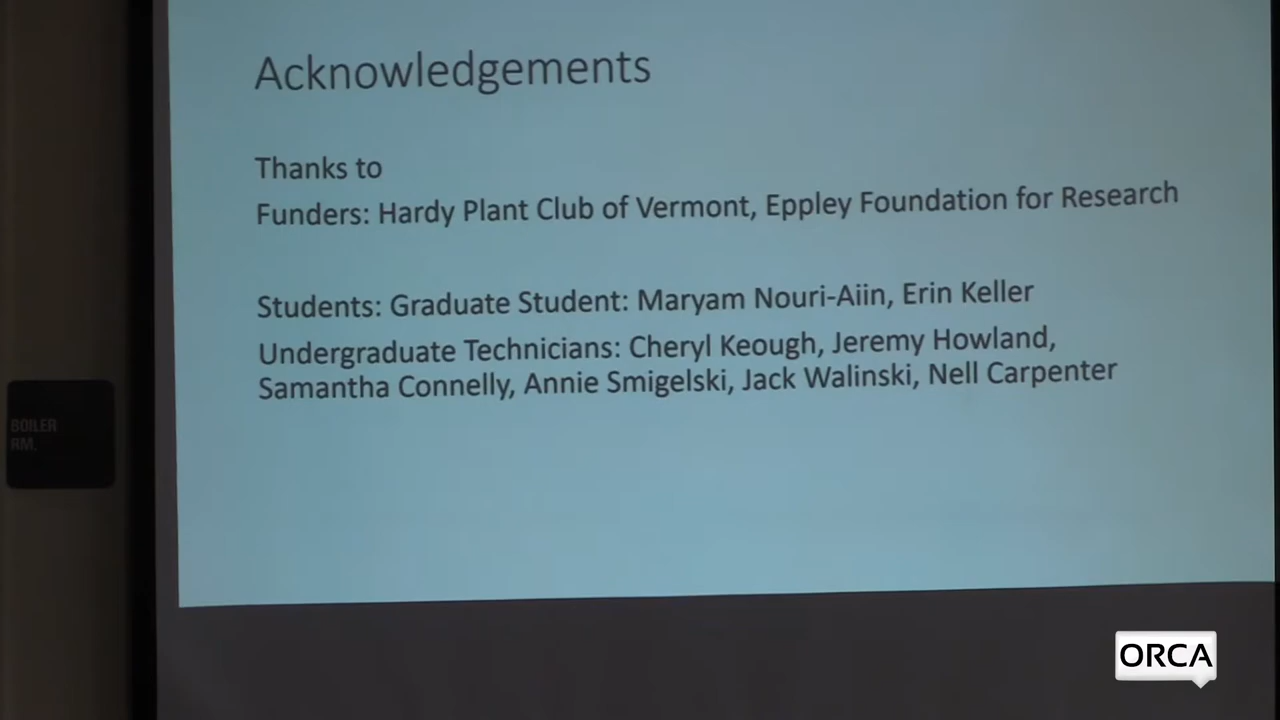 Acknowledgements
Thanks to
Funders: Hardy Plant Club of Vermont, Eppley Foundation for Research
Students: Graduate Student: Maryam Nouri-Aiin, Erin Keller
Undergraduate Technicians: Cheryl Keough, Jeremy Howland,
Samantha Connelly, Annie Smigelski, Jack Walinski, Nell Carpenter
BOILER
RM.
ORCA